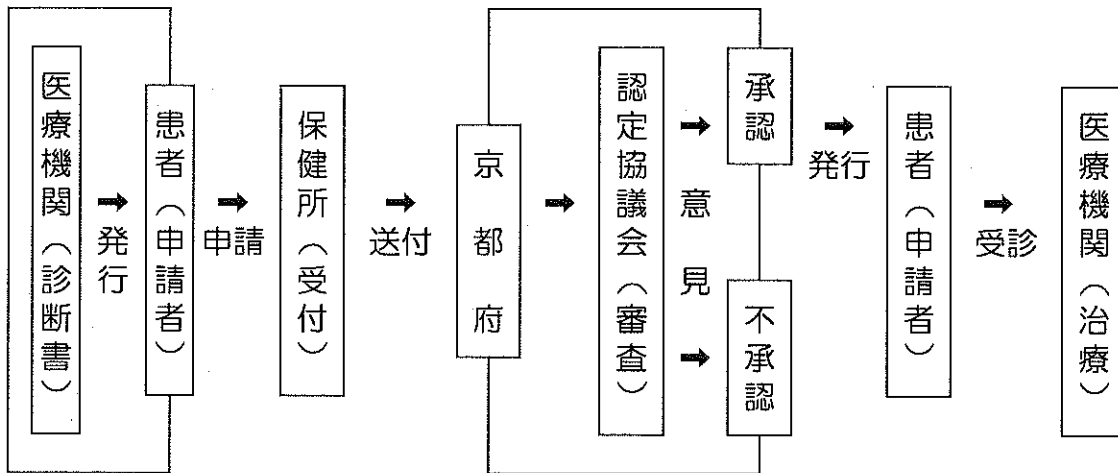 医療機関（診断書）
発行
患者（申請者）
申請
保健所（受付）
送付
京都府
認定協議会（審査）
意見
承認
不承認
発行
患者（申請者）
受診
医療機関（治療）